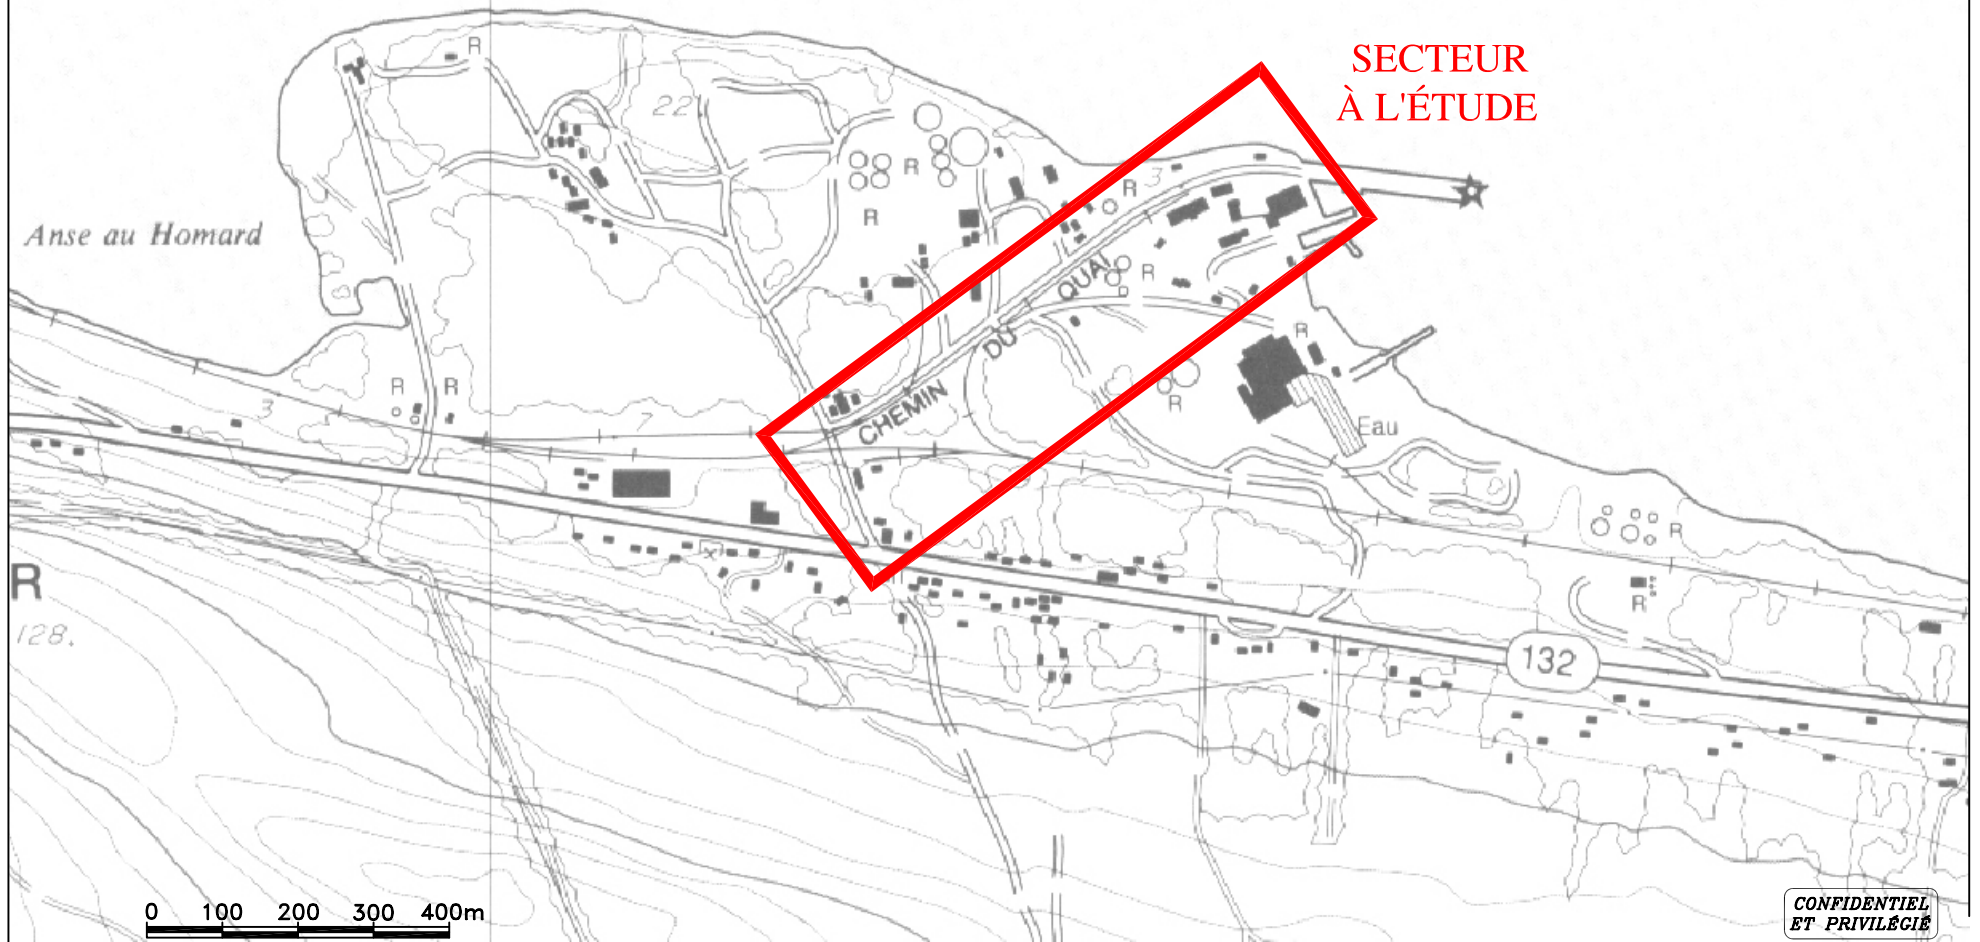 SECTEUR
À L'ÉTUDE
R
22
R
R
3
R
Anse au Homard
QUAI
R
DU
R
R
R
R
3
7
CHEMIN
Eau
R
R
R
128.
132
0 100 200 300 400m
CONFIDENTIEL
ET PRIVILÉGIÉ